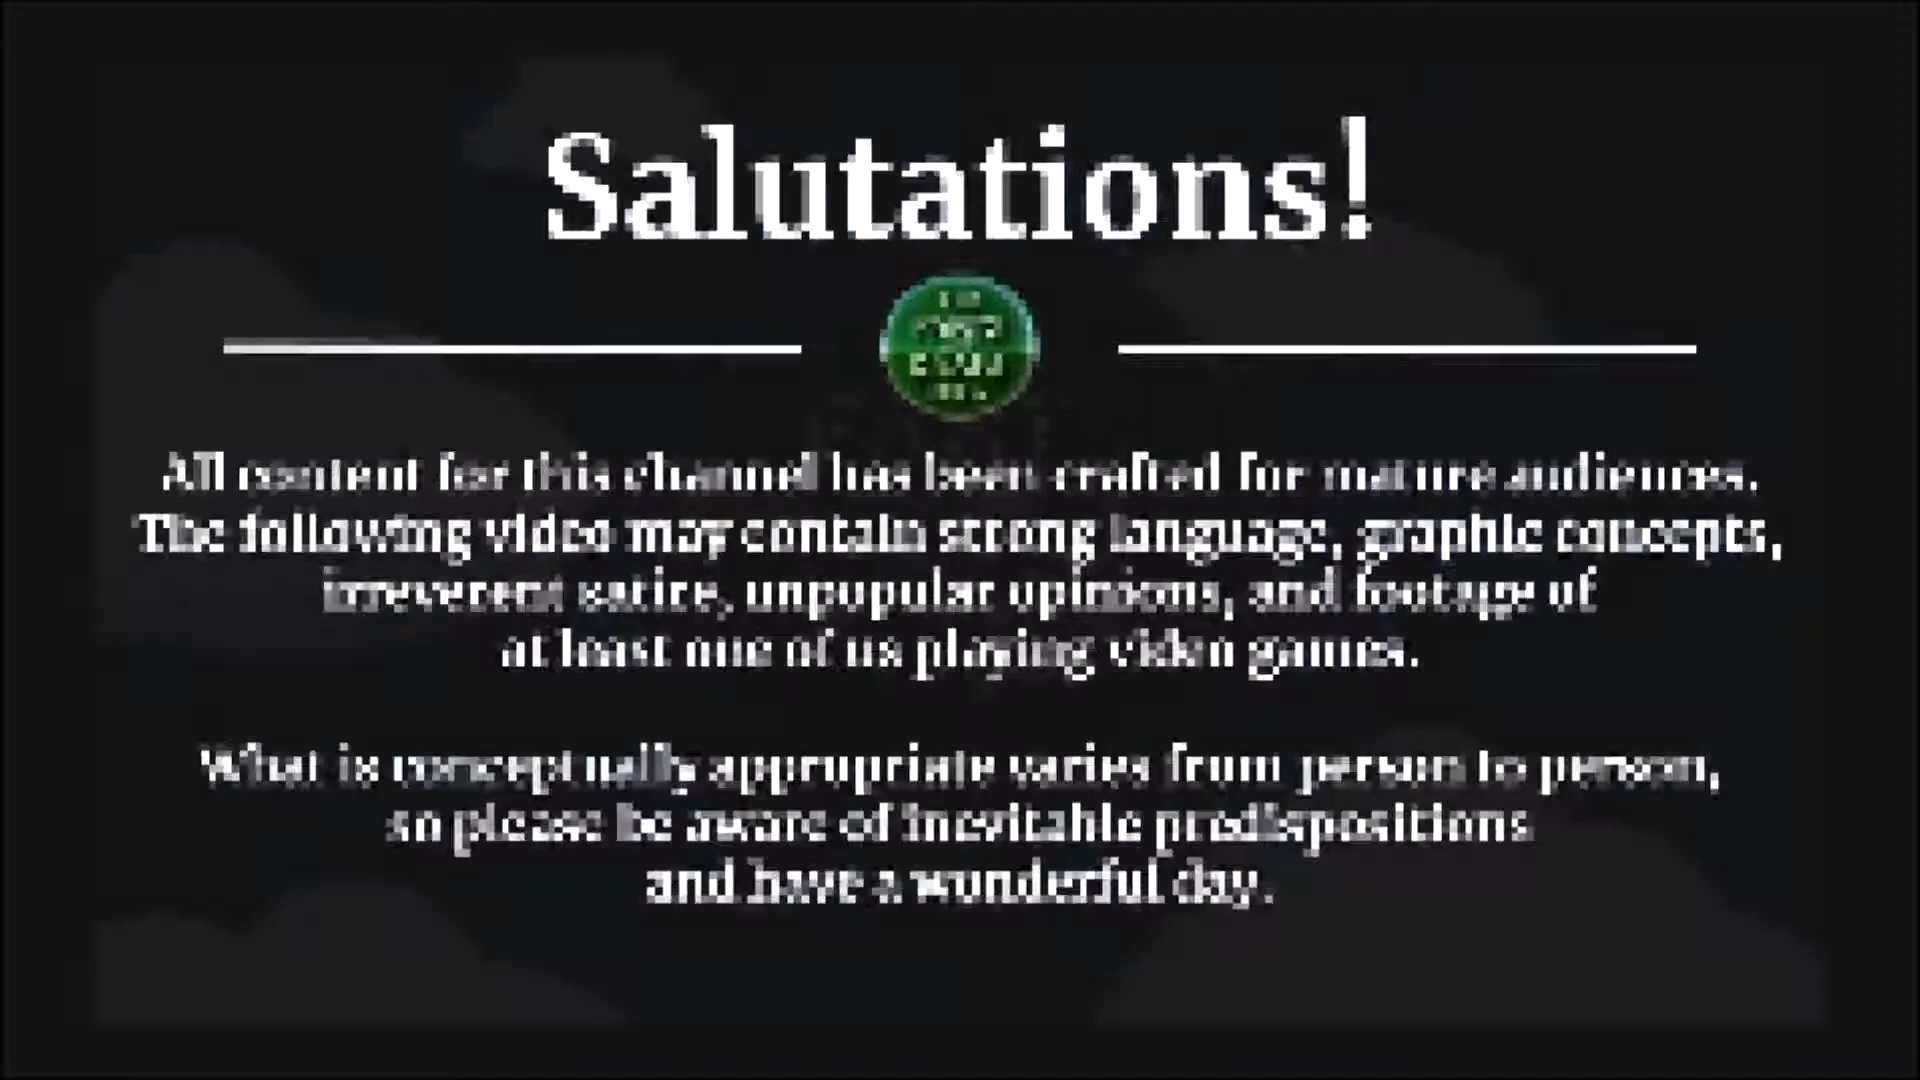 Salutations!
All content for this channel has been crafted for mature audiences.
The following video may contain strong language, graphic concepts,
irreverent satire, unpopular opinions, and footage of
at least one of us playing video games.
What is conceptually appropriate varies from person to person,
so please be aware of inevitable predispositions
and have a wonderful day.